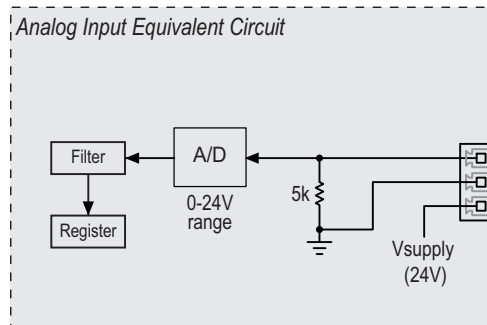 Analog Input Equivalent Circuit
Filter
A/D
0-24V
range
5k
Register
Vsupply
(24V)